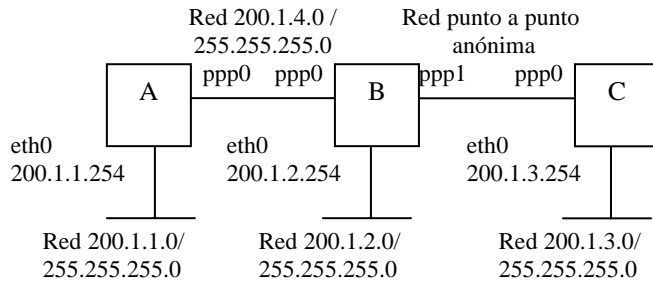 Red 200.1.4.0 /
255.255.255.0
Red punto a punto
anónima
A
ppp0
ppp0
B
ppp1
ppp0
C
eth0
200.1.1.254
eth0
200.1.2.254
eth0
200.1.3.254
Red 200.1.1.0/
255.255.255.0
Red 200.1.2.0/
255.255.255.0
Red 200.1.3.0/
255.255.255.0